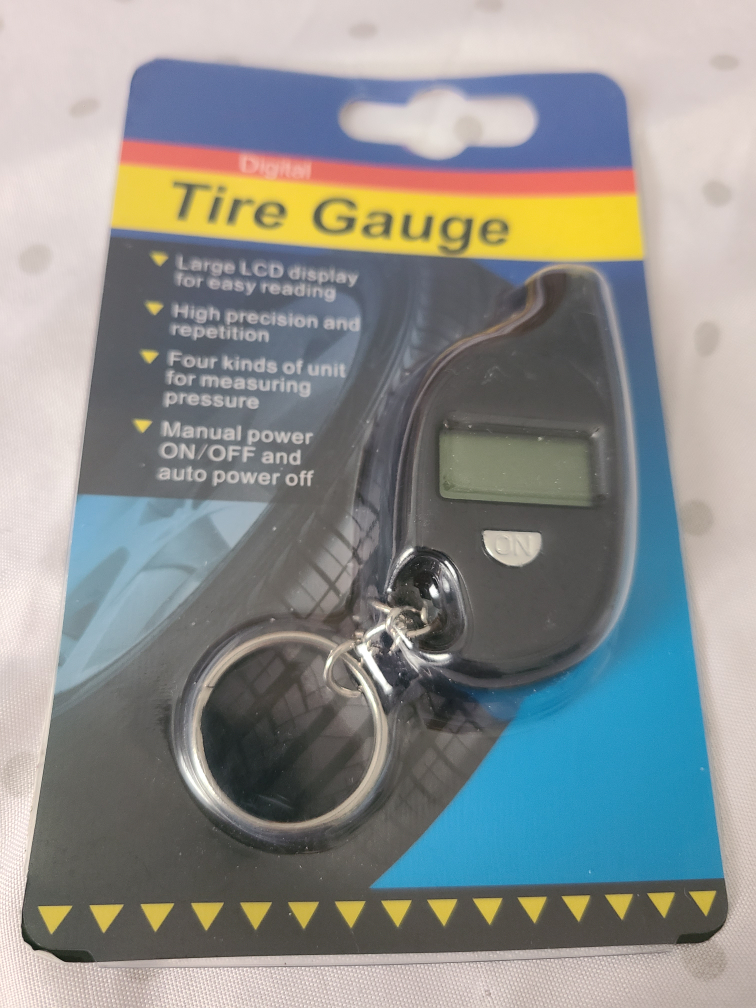 Digital
Tire Gauge
Large LCD display
for easy reading
High precision and
repetition
Four kinds of unit
for measuring
pressure
Manual power
ON/OFF and
auto power off
ON